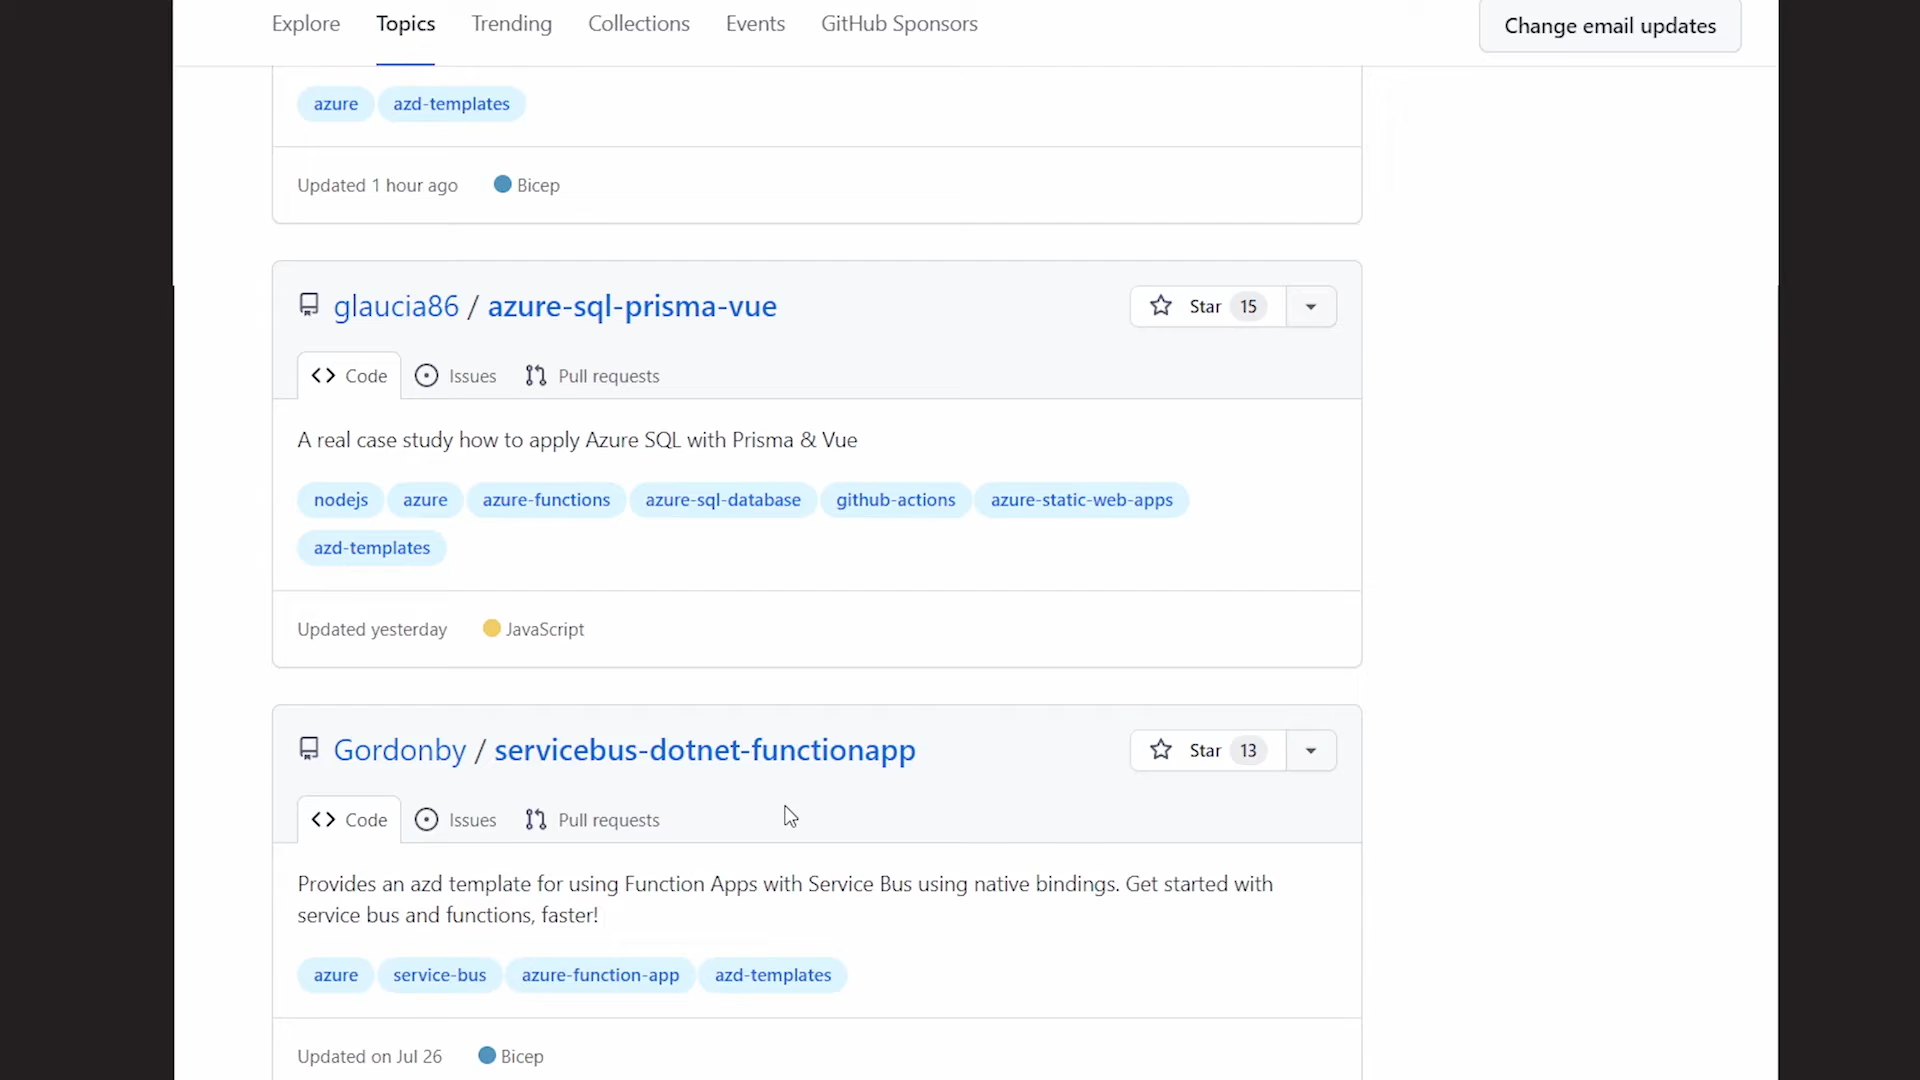 Explore Topics Trending Collections Events GitHub Sponsors Change email updates
azure azd-templates
Updated 1 hour ago Bicep
glaucia86 / azure-sql-prisma-vue Star 15
Code Issues Pull requests
A real case study how to apply Azure SQL with Prisma & Vue
nodejs azure azure-functions azure-sql-database github-actions azure-static-web-apps
azd-templates
Updated yesterday JavaScript
Gordonby / servicebus-dotnet-functionapp Star 13
Code Issues Pull requests
Provides an azd template for using Function Apps with Service Bus using native bindings. Get started with
service bus and functions, faster!
azure service-bus azure-function-app azd-templates
Updated on Jul 26 Bicep